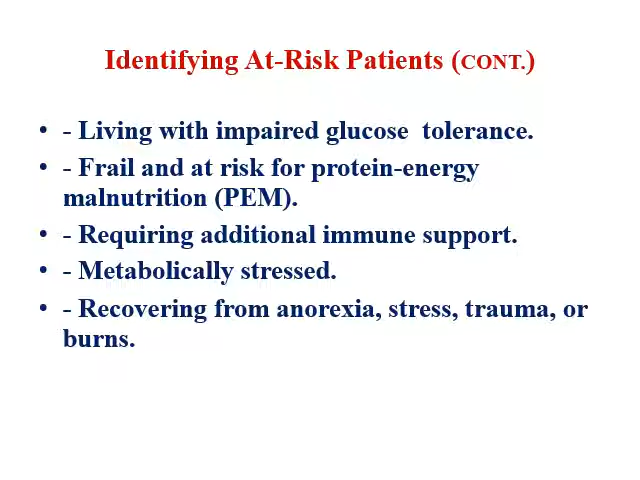 Identifying At-Risk Patients (CONT.)
• - Living with impaired glucose  tolerance.
• - Frail and at risk for protein-energy
malnutrition (PEM).
• - Requiring additional immune support.
• - Metabolically stressed.
• - Recovering from anorexia, stress, trauma, or
burns.